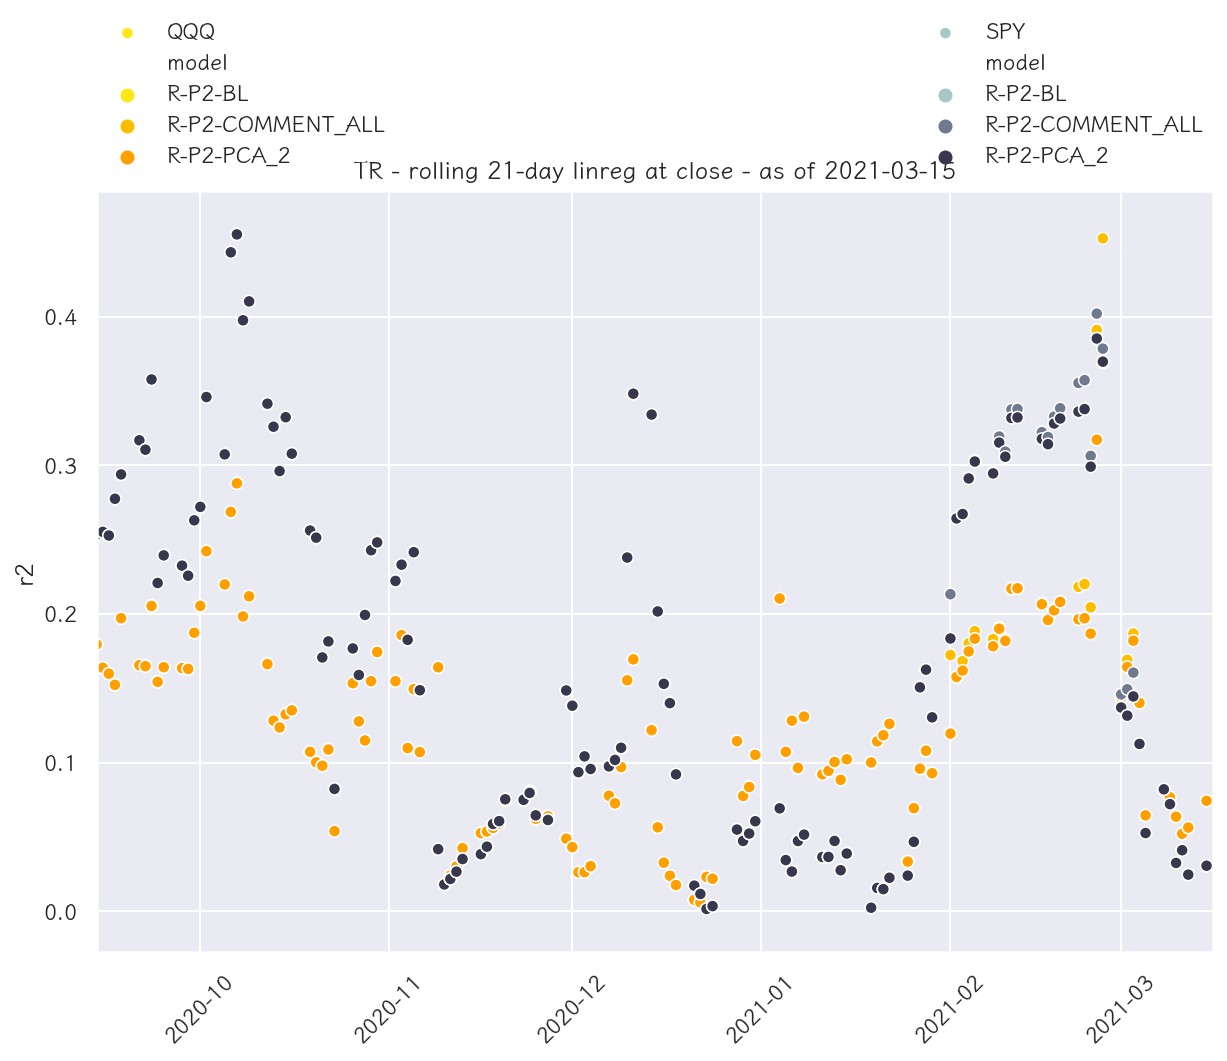 QQQ
model
R-P2-BL
R-P2-COMMENT_ALL
R-P2-PCA_2
SPY
model
R-P2-BL
R-P2-COMMENT_ALL
R-P2-PCA_2
TR - rolling 21-day linreg at close - as of 2021-03-15
r2
0.4
0.3
0.2
0.1
0.0
2020-10
2020-11
2020-12
2021-01
2021-02
2021-03